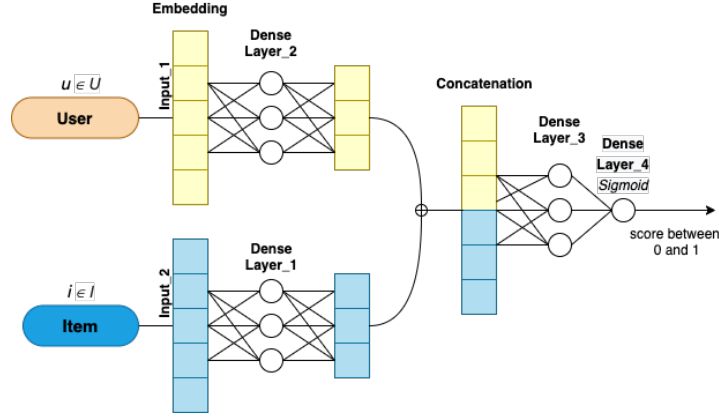 Embedding
Dense
Layer_2
u ∈ U
Input_1
User
Concatenation
Dense
Layer_3
Dense
Layer_4
Sigmoid
score between
0 and 1
Dense
Layer_1
i ∈ I
Input_2
Item